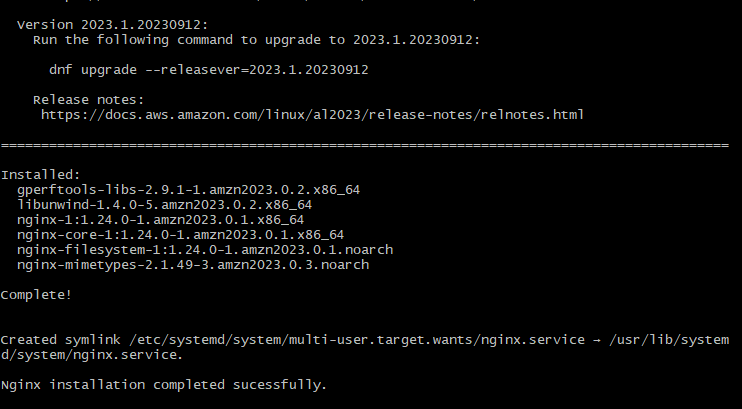 Version 2023.1.20230912:
Run the following command to upgrade to 2023.1.20230912:
dnf upgrade --releasever=2023.1.20230912
Release notes:
https://docs.aws.amazon.com/linux/al2023/release-notes/relnotes.html
===========================================================================================
Installed:
gperftools-libs-2.9.1-1.amzn2023.0.2.x86_64
libunwind-1.4.0-5.amzn2023.0.2.x86_64
nginx-1:1.24.0-1.amzn2023.0.1.x86_64
nginx-core-1:1.24.0-1.amzn2023.0.1.x86_64
nginx-filesystem-1:1.24.0-1.amzn2023.0.1.noarch
nginx-mimetypes-2.1.49-3.amzn2023.0.3.noarch
Complete!
Created symlink /etc/systemd/system/multi-user.target.wants/nginx.service → /usr/lib/system
d/system/nginx.service.
Nginx installation completed sucessfully.